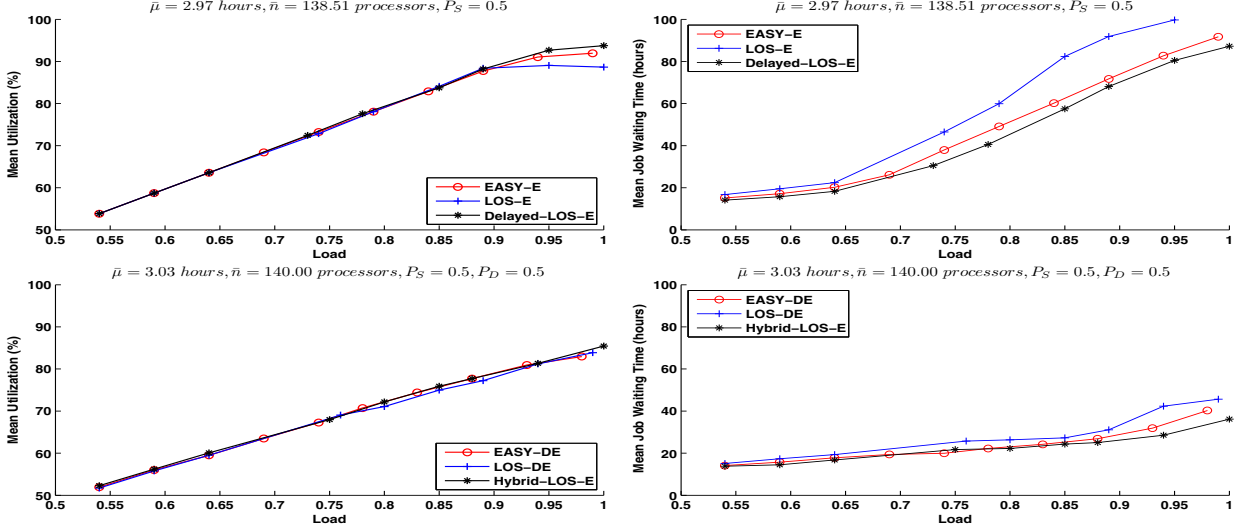 μ̄ = 2.97 hours, n̄ = 138.51 processors, P_S = 0.5
Mean Utilization (%)
100
90
80
70
60
50
EASY−E
LOS−E
Delayed−LOS−E
0.5 0.55 0.6 0.65 0.7 0.75 0.8 0.85 0.9 0.95 1
Load
μ̄ = 2.97 hours, n̄ = 138.51 processors, P_S = 0.5
Mean Job Waiting Time (hours)
100
80
60
40
20
0
EASY−E
LOS−E
Delayed−LOS−E
0.5 0.55 0.6 0.65 0.7 0.75 0.8 0.85 0.9 0.95 1
Load
μ̄ = 3.03 hours, n̄ = 140.00 processors, P_S = 0.5, P_D = 0.5
Mean Utilization (%)
100
90
80
70
60
50
EASY−DE
LOS−DE
Hybrid−LOS−E
0.5 0.55 0.6 0.65 0.7 0.75 0.8 0.85 0.9 0.95 1
Load
μ̄ = 3.03 hours, n̄ = 140.00 processors, P_S = 0.5, P_D = 0.5
Mean Job Waiting Time (hours)
100
80
60
40
20
0
EASY−DE
LOS−DE
Hybrid−LOS−E
0.5 0.55 0.6 0.65 0.7 0.75 0.8 0.85 0.9 0.95 1
Load